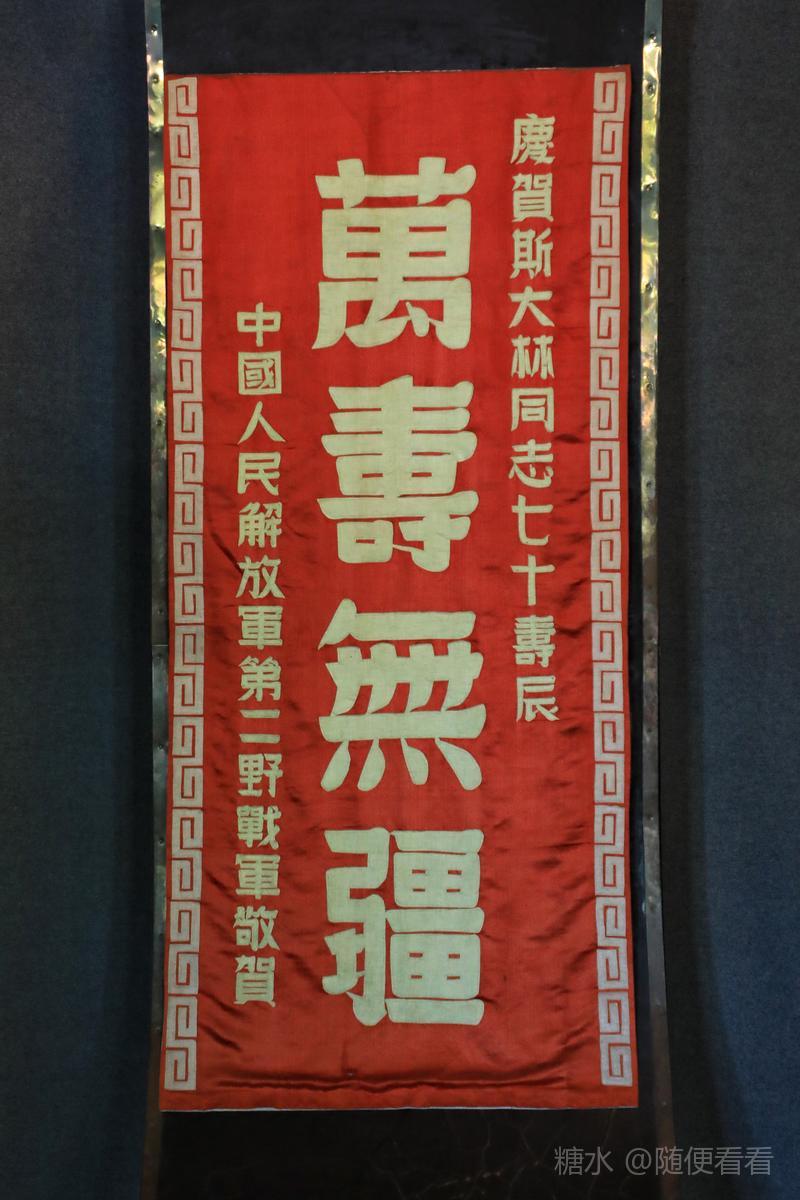 慶賀斯大林同志七十壽辰
萬壽無疆
中國人民解放軍第二野戰軍敬賀
糖水 @随便看看